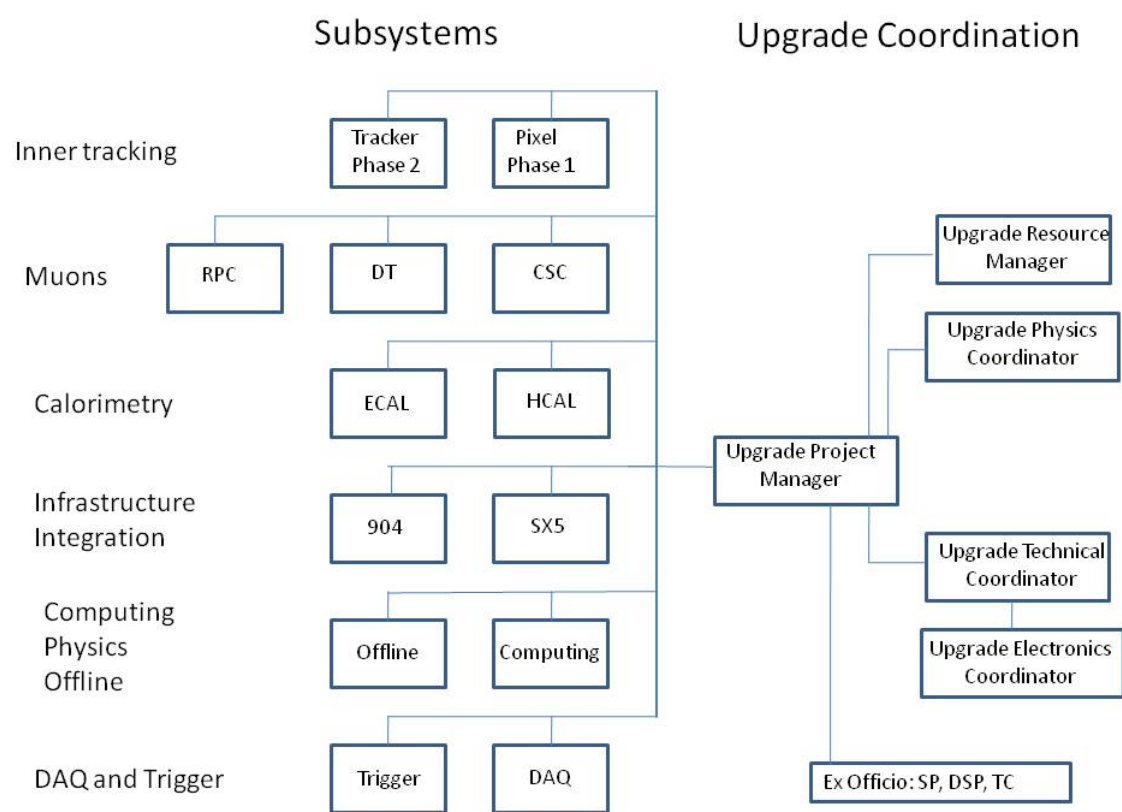 Subsystems
Upgrade Coordination
Inner tracking
Tracker
Phase 2
Pixel
Phase 1
Muons
RPC
DT
CSC
Upgrade Resource
Manager
Upgrade Physics
Coordinator
Calorimetry
ECAL
HCAL
Upgrade Project
Manager
Infrastructure
Integration
904
SX5
Upgrade Technical
Coordinator
Computing
Physics
Offline
Offline
Computing
Upgrade Electronics
Coordinator
DAQ and Trigger
Trigger
DAQ
Ex Officio: SP, DSP, TC